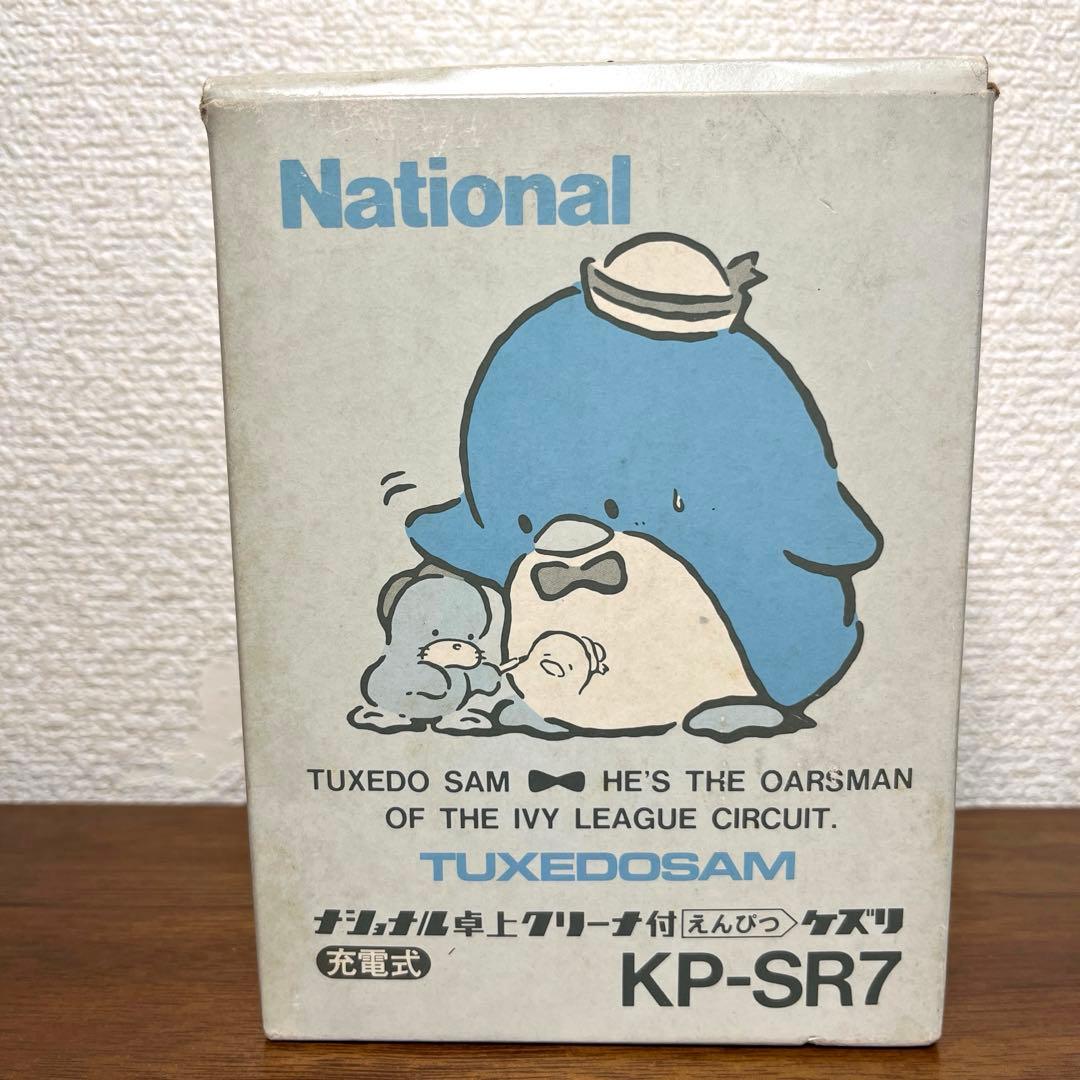 National
TUXEDO SAM HE'S THE OARSMAN
OF THE IVY LEAGUE CIRCUIT.
TUXEDOSAM
ナショナル卓上クリーナ付えんぴつケズリ
充電式
KP-SR7